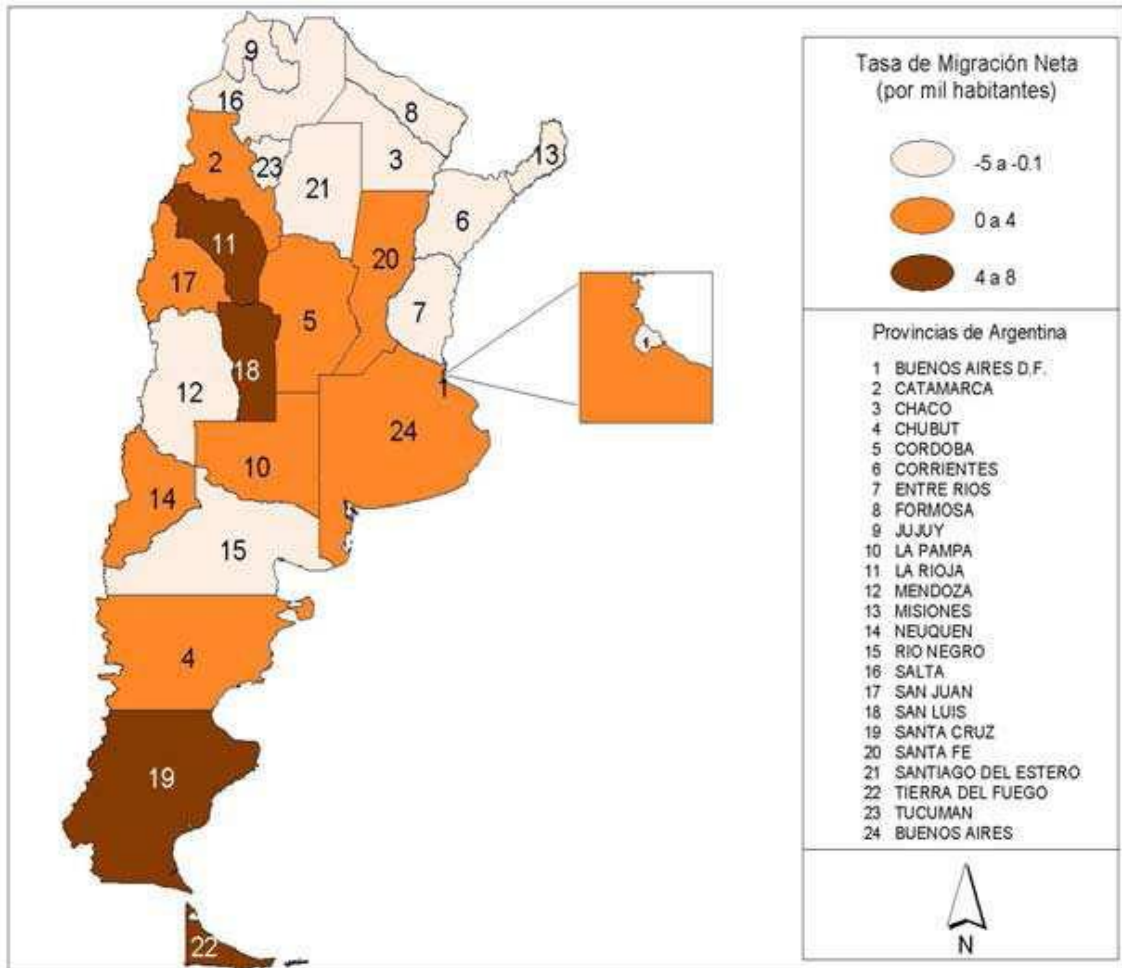 9
16
8
2
23
3
13
21
6
11
20
17
5
7
18
1
12
24
10
14
15
4
19
22
1
Tasa de Migración Neta
(por mil habitantes)
-5 a -0.1
0 a 4
4 a 8
Provincias de Argentina
1 BUENOS AIRES D.F.
2 CATAMARCA
3 CHACO
4 CHUBUT
5 CORDOBA
6 CORRIENTES
7 ENTRE RIOS
8 FORMOSA
9 JUJUY
10 LA PAMPA
11 LA RIOJA
12 MENDOZA
13 MISIONES
14 NEUQUEN
15 RIO NEGRO
16 SALTA
17 SAN JUAN
18 SAN LUIS
19 SANTA CRUZ
20 SANTA FE
21 SANTIAGO DEL ESTERO
22 TIERRA DEL FUEGO
23 TUCUMAN
24 BUENOS AIRES
N